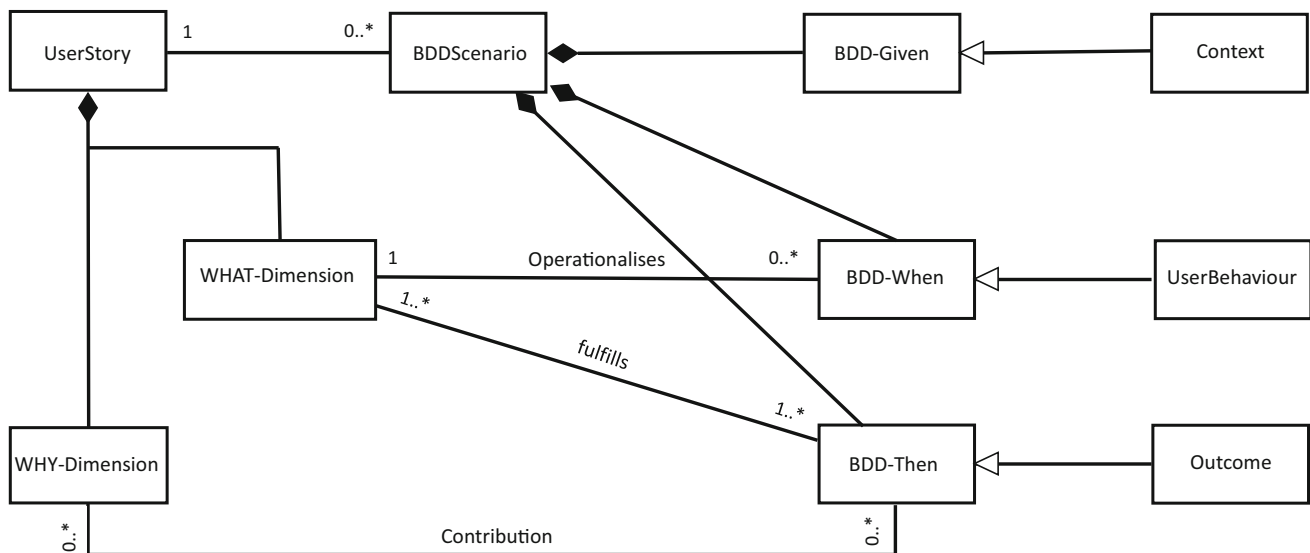 UserStory
1
0..*
BDDScenario
BDD-Given
Context
WHAT-Dimension
1
Operationalises
0..*
BDD-When
UserBehaviour
1..*
fulfills
1..*
WHY-Dimension
BDD-Then
Outcome
0..*
Contribution
0..*